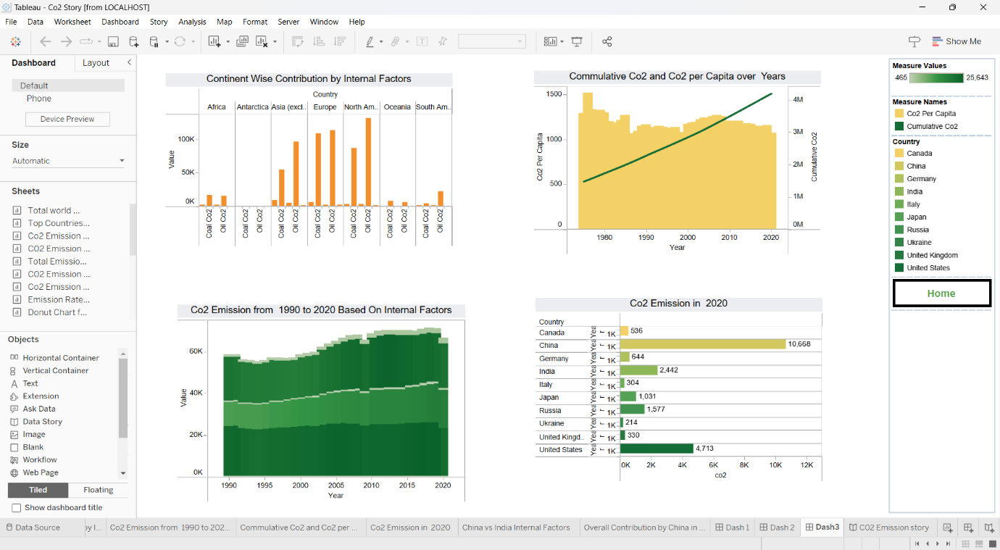 Tableau - Co2 Story [from LOCALHOST]
File Data Worksheet Dashboard Story Analysis Map Format Server Window Help
Show Me
Dashboard Layout
Default
Phone
Device Preview
Size
Automatic
Sheets
Total world ...
Top Countries...
Co2 Emission ...
C02 Emission ...
Total Emissio...
C02 Emission ...
Co2 Emission ...
Emission Rate...
Donut Chart f...
Objects
Horizontal Container
Vertical Container
Text
Extension
Ask Data
Data Story
Image
Blank
Workflow
Web Page
Tiled Floating
Show dashboard title
Continent Wise Contribution by Internal Factors
Country
Africa Antarctica Asia (excl.. Europe North Am.. Oceania South Am..
Value
100K
50K
0K
Coal Co2 Oil Co2 Coal Co2 Oil Co2 Coal Co2 Oil Co2 Coal Co2 Oil Co2 Coal Co2 Oil Co2 Coal Co2 Oil Co2 Coal Co2 Oil Co2
Commulative Co2 and Co2 per Capita over Years
Co2 Per Capita
1500
1000
500
0
4M
3M
2M
1M
0M
Cumulative Co2
1980 1990 2000 2010 2020
Year
Co2 Emission from 1990 to 2020 Based On Internal Factors
Value
60K
40K
20K
0K
1990 1995 2000 2005 2010 2015 2020
Year
Co2 Emission in 2020
Country
Canada 1K 536
China 1K 10,668
Germany 1K 644
India 1K 2,442
Italy 1K 304
Japan 1K 1,031
Russia 1K 1,577
Ukraine 1K 214
United Kingd.. 1K 330
United States 1K 4,713
0K 2K 4K 6K 8K 10K 12K
co2
Measure Values
465 25,643
Measure Names
Co2 Per Capita
Cumulative Co2
Country
Canada
China
Germany
India
Italy
Japan
Russia
Ukraine
United Kingdom
United States
Home
Data Source by I... Co2 Emission from 1990 to 202... Commulative Co2 and Co2 per ... Co2 Emission in 2020 China vs India Internal Factors Overall Contribution by China in ... Dash 1 Dash 2 Dash3 C02 Emission story